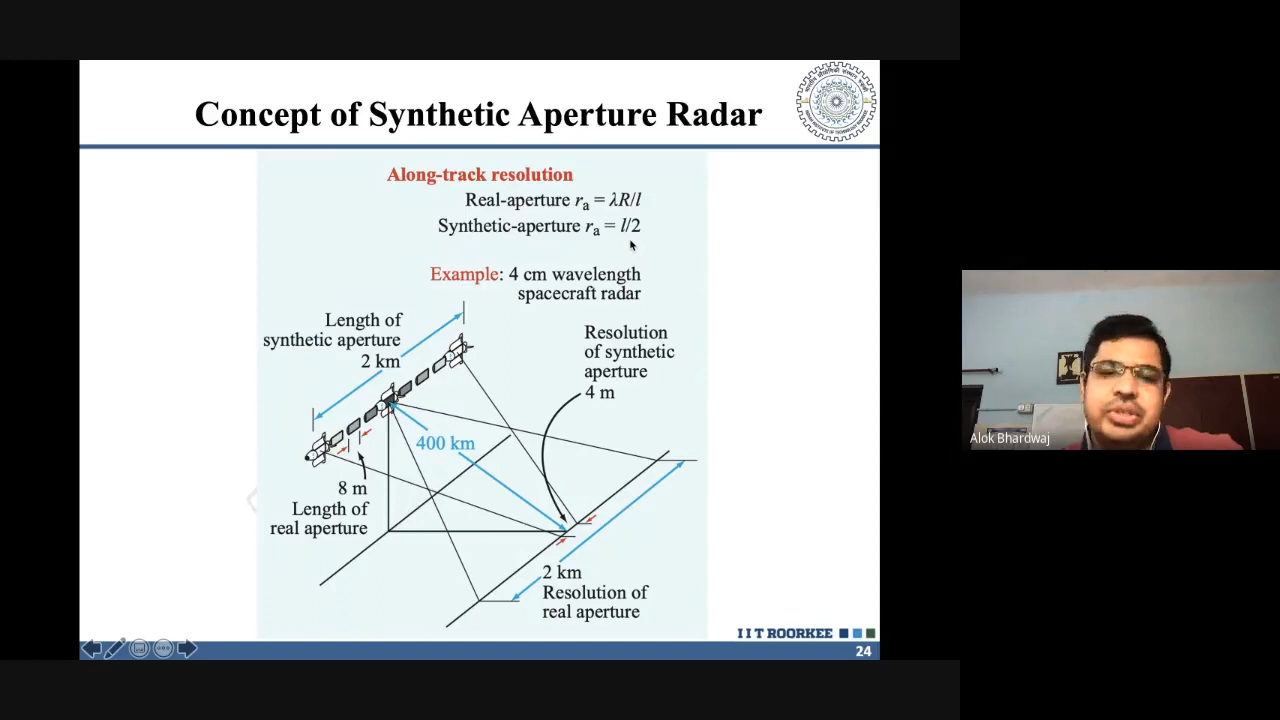 Concept of Synthetic Aperture Radar
Along-track resolution
Real-aperture rₐ = λR/l
Synthetic-aperture rₐ = l/2
Example: 4 cm wavelength
spacecraft radar
Length of
synthetic aperture
2 km
Resolution
of synthetic
aperture
4 m
400 km
8 m
Length of
real aperture
2 km
Resolution of
real aperture
IIT ROORKEE
24
Alok Bhardwaj